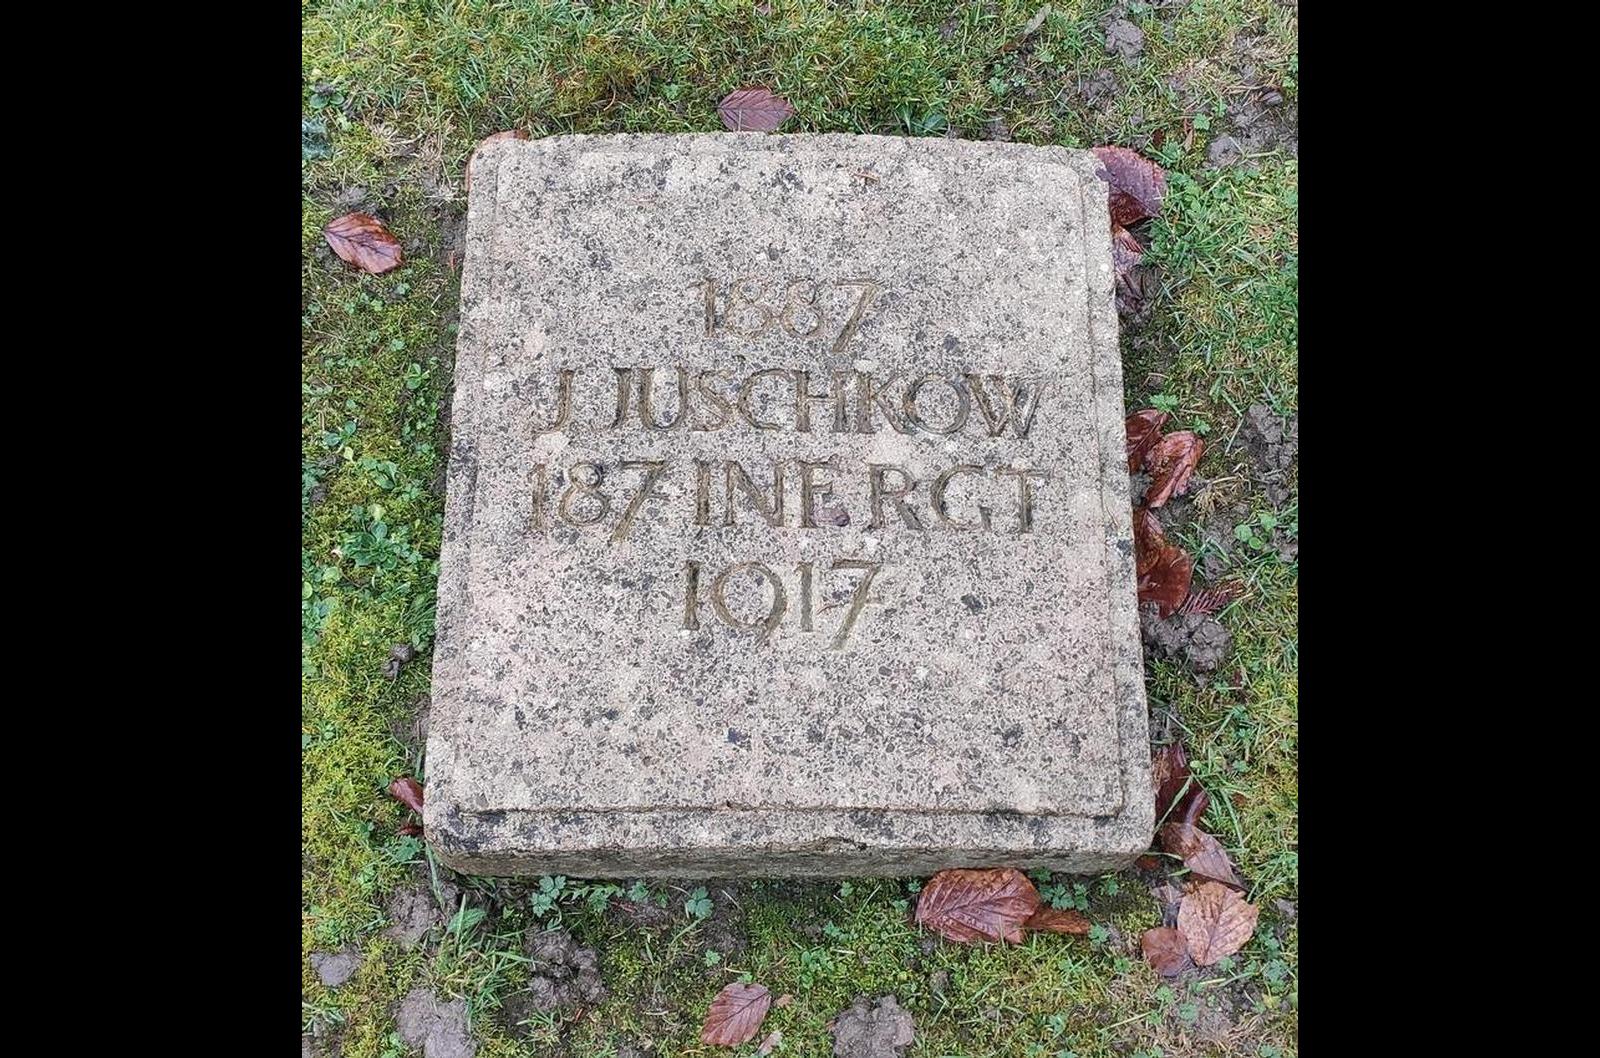 1887
J JUSCHKOW
187 INF RGT
1917